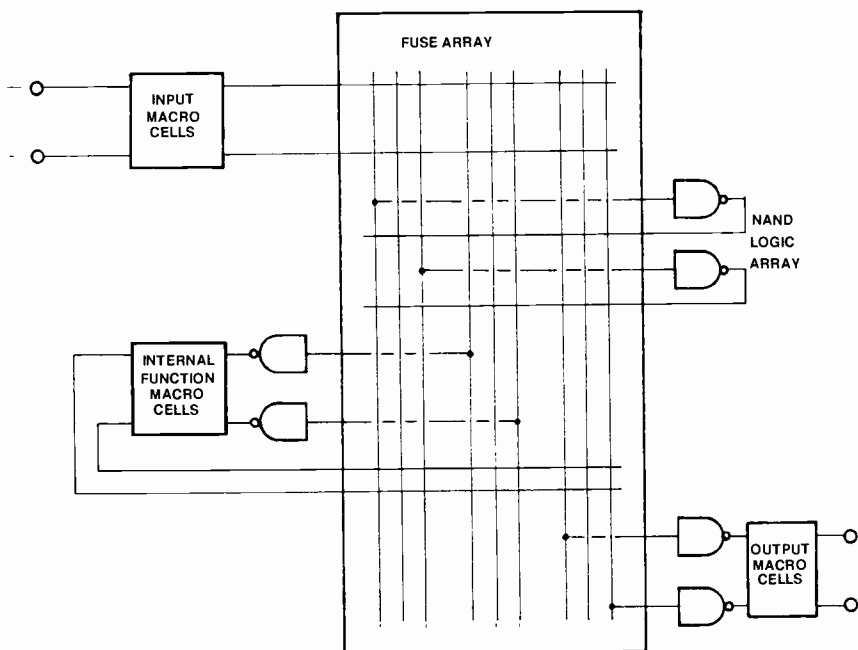 FUSE ARRAY
INPUT
MACRO
CELLS
NAND
LOGIC
ARRAY
INTERNAL
FUNCTION
MACRO
CELLS
OUTPUT
MACRO
CELLS